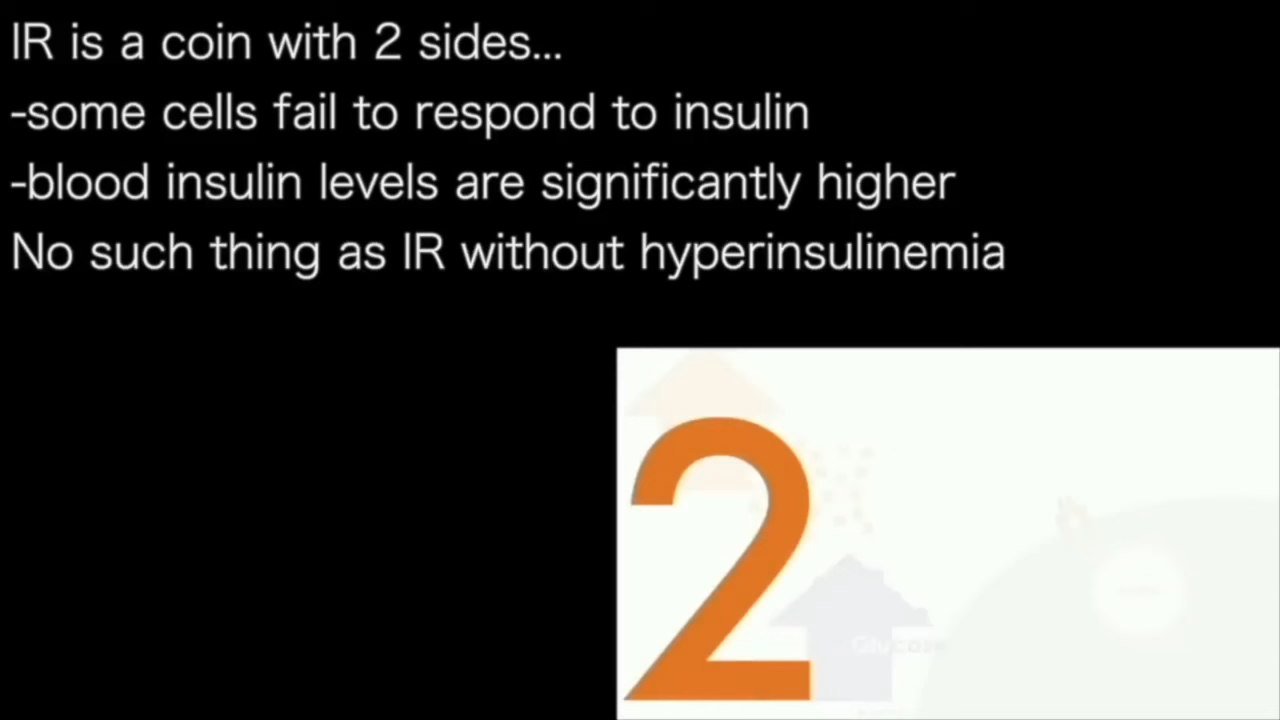 IR is a coin with 2 sides...
-some cells fail to respond to insulin
-blood insulin levels are significantly higher
No such thing as IR without hyperinsulinemia
2
Glucose